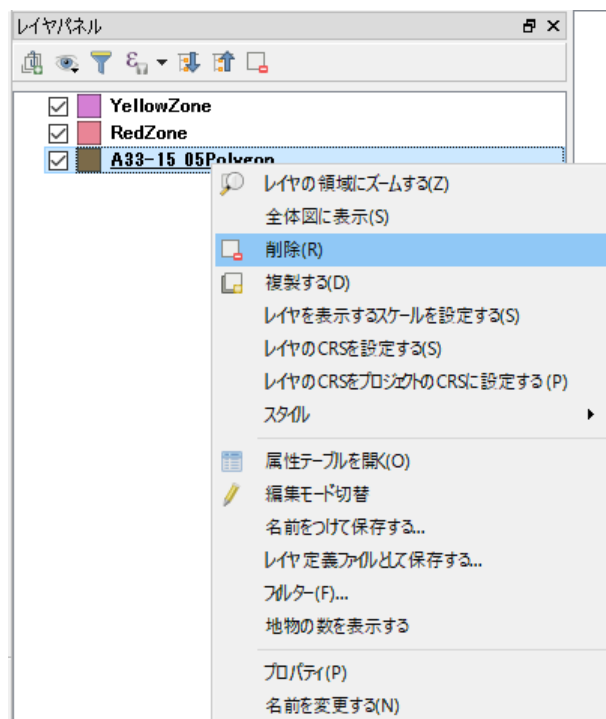 レイヤパネル
YellowZone
RedZone
A33-15_05Polygon
レイヤの領域にズームする(Z)
全体図に表示(S)
削除(R)
複製する(D)
レイヤを表示するスケールを設定する(S)
レイヤのCRSを設定する(S)
レイヤのCRSをプロジェクトのCRSに設定する(P)
スタイル
属性テーブルを開く(O)
編集モード切替
名前をつけて保存する...
レイヤ定義ファイルとして保存する...
フィルター(F)...
地物の数を表示する
プロパティ(P)
名前を変更する(N)